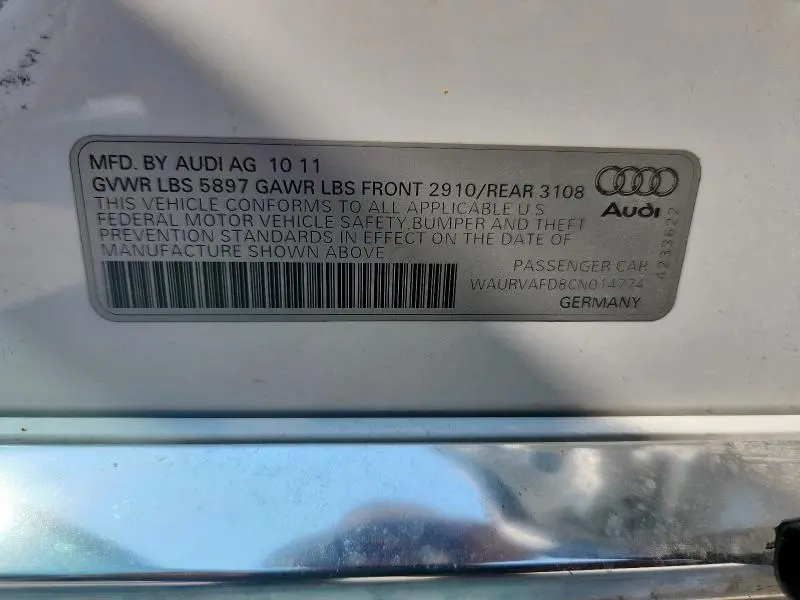 MFD. BY AUDI AG 10 11
GVWR LBS 5897 GAWR LBS FRONT 2910/REAR 3108
THIS VEHICLE CONFORMS TO ALL APPLICABLE U S
FEDERAL MOTOR VEHICLE SAFETY,BUMPER AND THEFT
PREVENTION STANDARDS IN EFFECT ON THE DATE OF
MANUFACTURE SHOWN ABOVE
PASSENGER CAR
WAURVAFD8CN014774
GERMANY
Audi
4233622